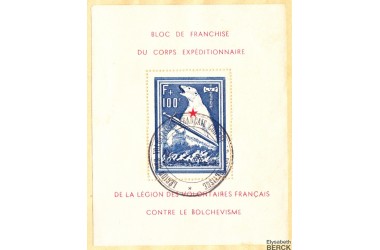 BLOC DE FRANCHISE
DU CORPS EXPÉDITIONNAIRE
F +
100F
DE LA LÉGION DES VOLONTAIRES FRANÇAIS
CONTRE LE BOLCHEVISME
Elysabeth
BERCK